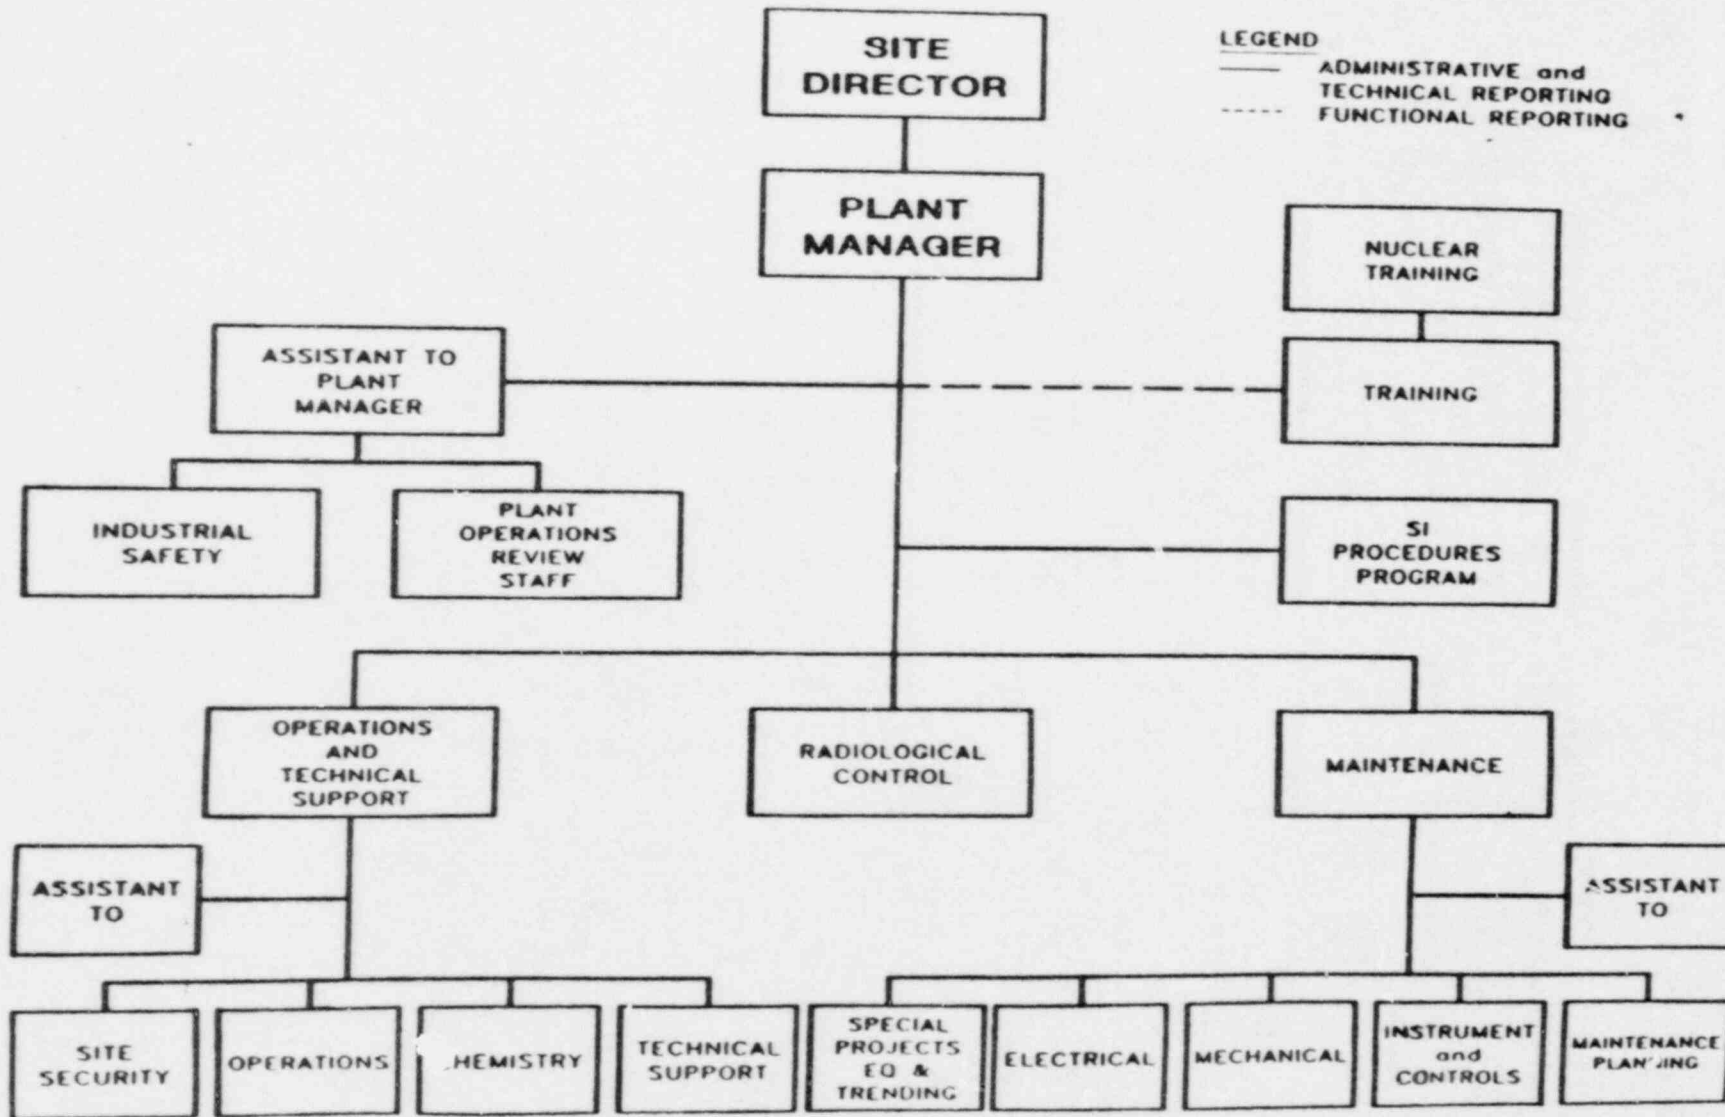 SITE
DIRECTOR
LEGEND
ADMINISTRATIVE and
TECHNICAL REPORTING
FUNCTIONAL REPORTING
PLANT
MANAGER
NUCLEAR
TRAINING
ASSISTANT TO
PLANT
MANAGER
TRAINING
INDUSTRIAL
SAFETY
PLANT
OPERATIONS
REVIEW
STAFF
SI
PROCEDURES
PROGRAM
OPERATIONS
AND
TECHNICAL
SUPPORT
RADIOLOGICAL
CONTROL
MAINTENANCE
ASSISTANT
TO
ASSISTANT
TO
SITE
SECURITY
OPERATIONS
CHEMISTRY
TECHNICAL
SUPPORT
SPECIAL
PROJECTS
EQ &
TRENDING
ELECTRICAL
MECHANICAL
INSTRUMENT
and
CONTROLS
MAINTENANCE
PLANNING